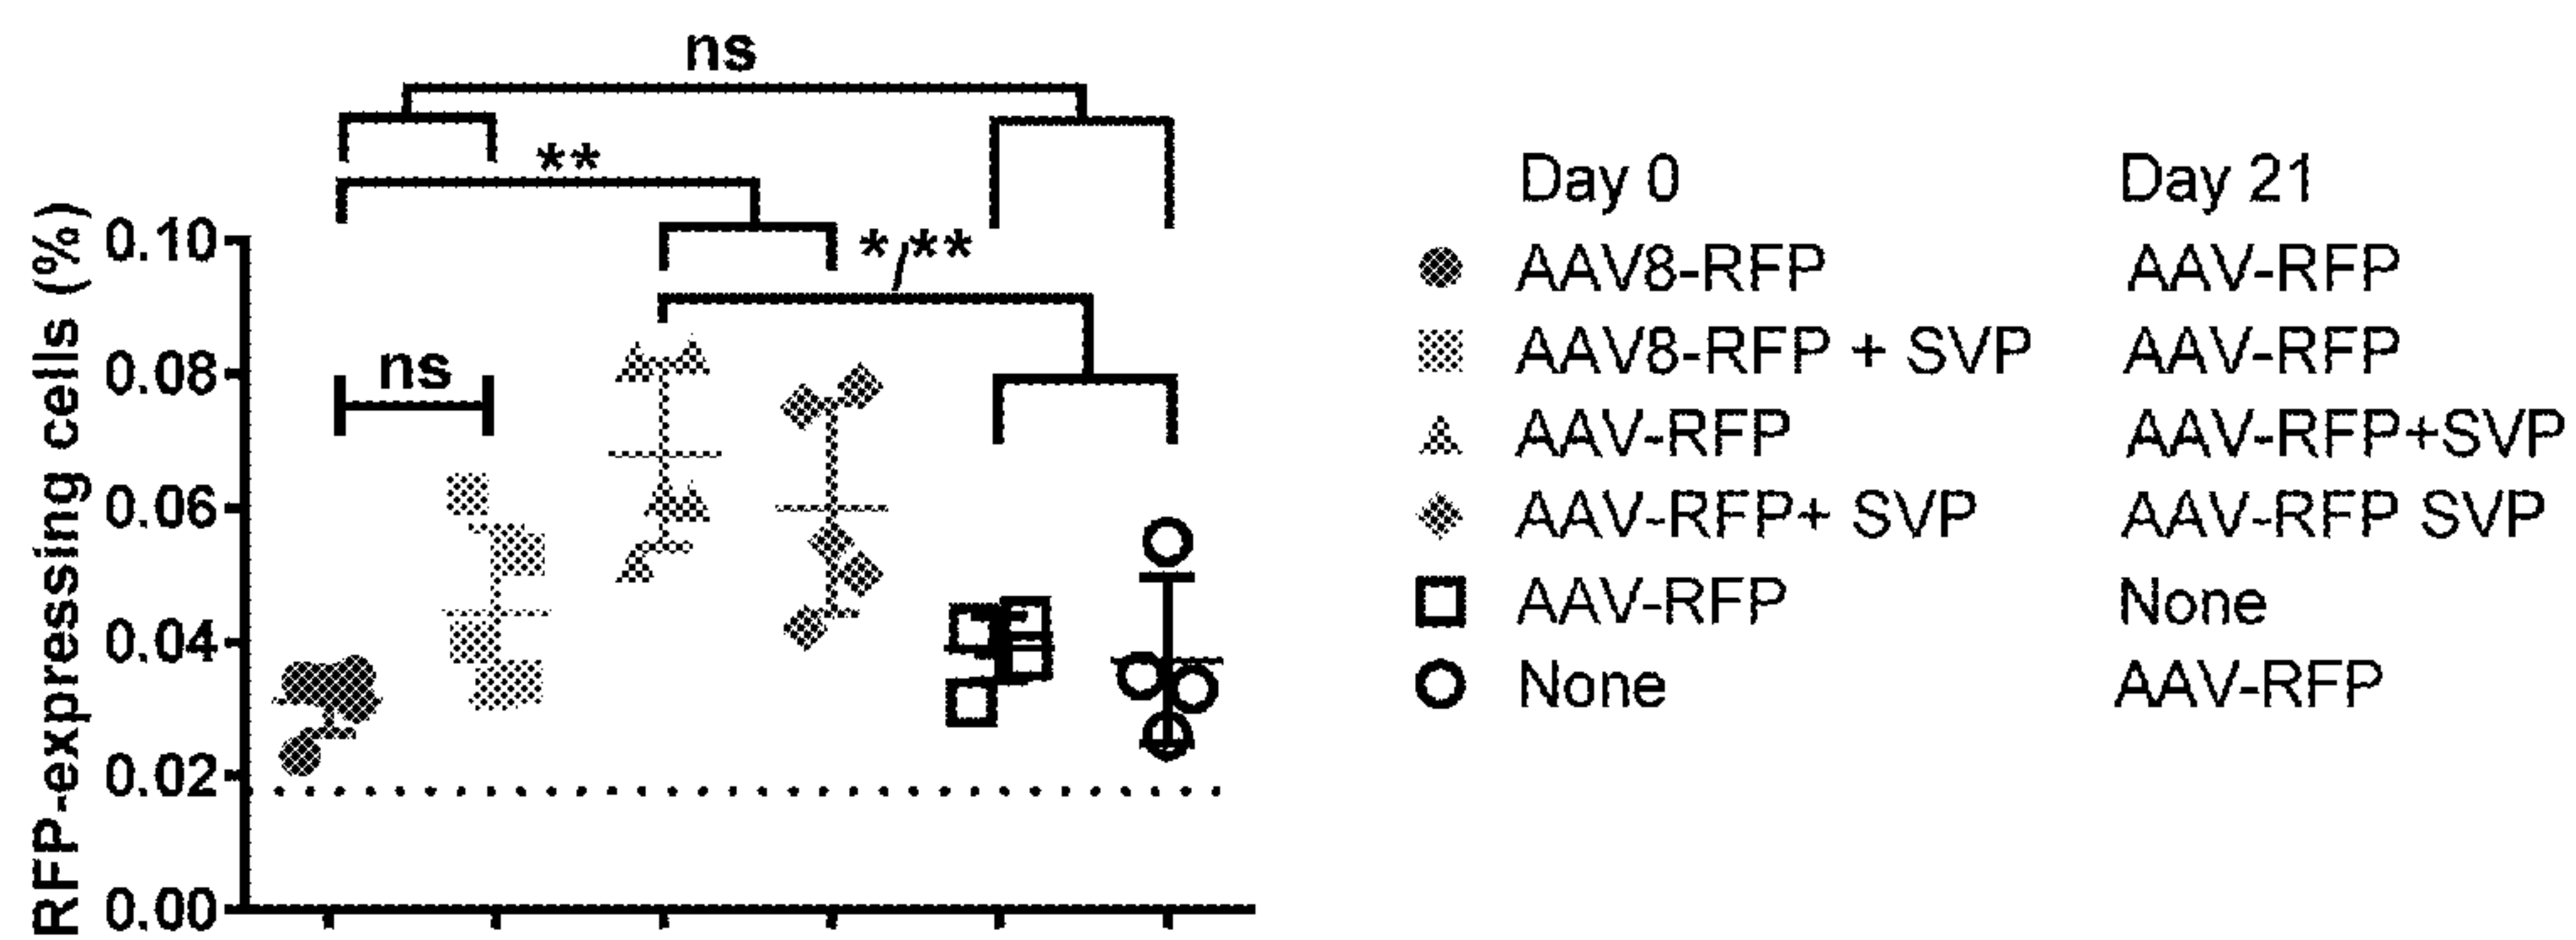 ns
**
*,**
ns
RFP-expressing cells (%)
0.10
0.08
0.06
0.04
0.02
0.00
Day 0 Day 21
AAV8-RFP AAV-RFP
AAV8-RFP + SVP AAV-RFP
AAV-RFP AAV-RFP+SVP
AAV-RFP+ SVP AAV-RFP SVP
AAV-RFP None
None AAV-RFP